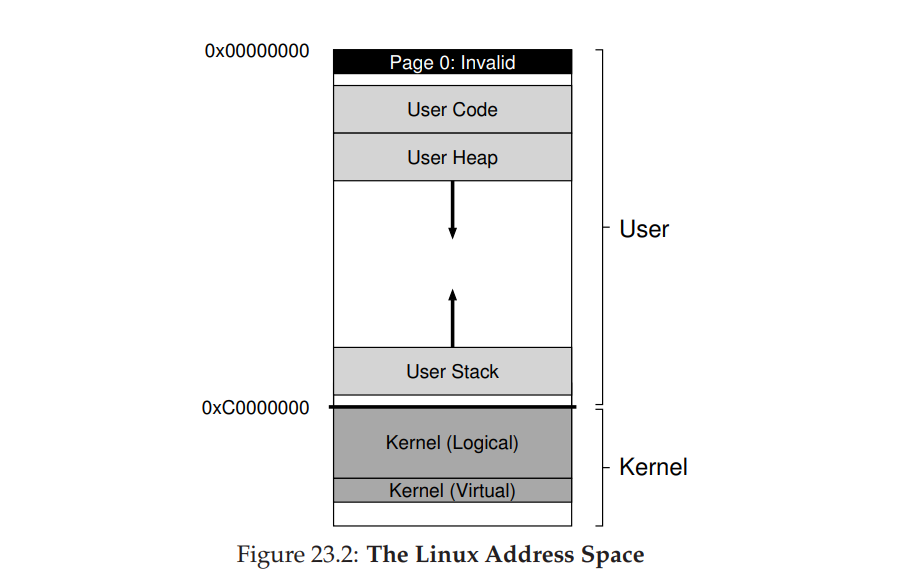 0x00000000
Page 0: Invalid
User Code
User Heap
User
User Stack
0xC0000000
Kernel (Logical)
Kernel
Kernel (Virtual)
Figure 23.2: The Linux Address Space